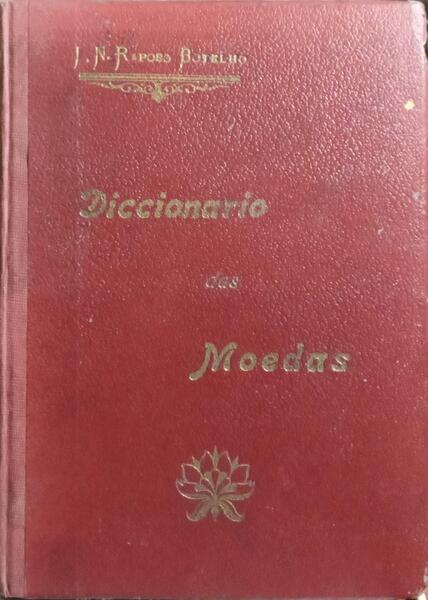 J. N. Raposo Botelho
Diccionario
das
Moedas